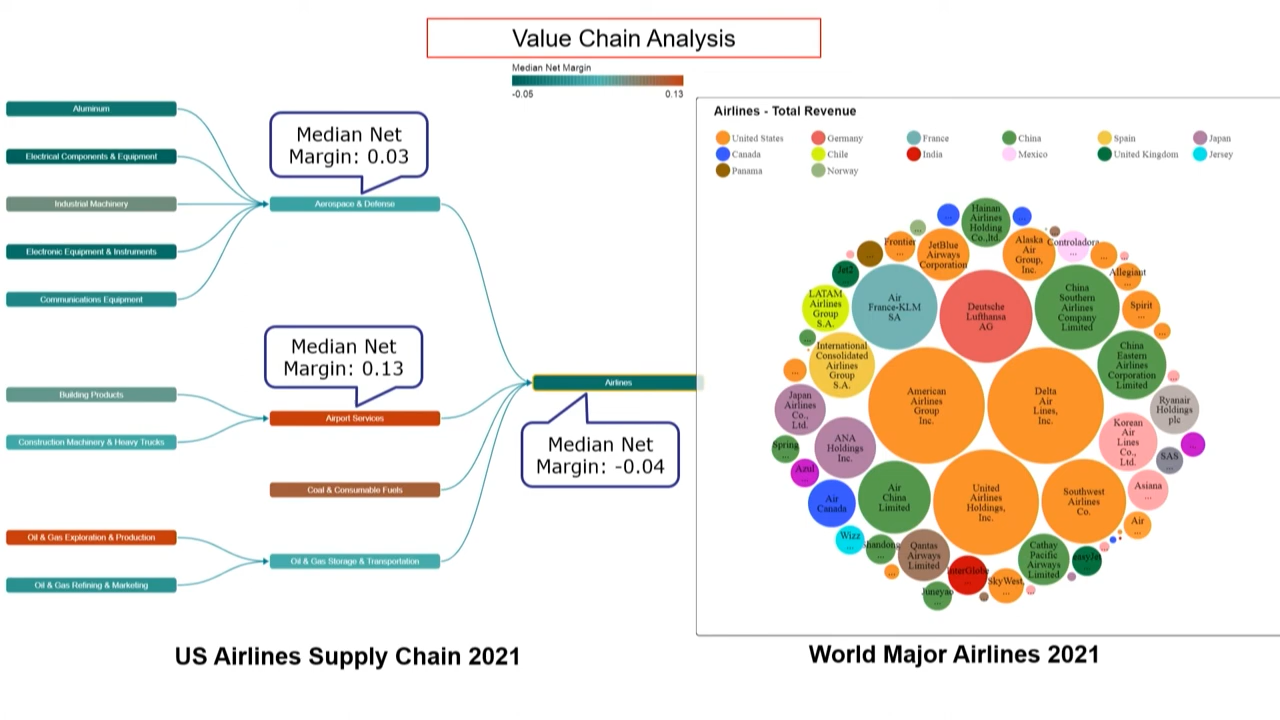 Value Chain Analysis
Median Net Margin
-0.05 0.13
Aluminum
Electrical Components & Equipment
Industrial Machinery
Electronic Equipment & Instruments
Communications Equipment
Median Net
Margin: 0.03
Aerospace & Defense
Median Net
Margin: 0.13
Building Products
Construction Machinery & Heavy Trucks
Airport Services
Coal & Consumable Fuels
Oil & Gas Exploration & Production
Oil & Gas Refining & Marketing
Oil & Gas Storage & Transportation
Airlines
Median Net
Margin: -0.04
US Airlines Supply Chain 2021
Airlines - Total Revenue
United States Germany France China Spain Japan
Canada Chile India Mexico United Kingdom Jersey
Panama Norway
Hainan
Airlines
Holding
Co.,ltd.
...
...
Frontier
...
JetBlue
Airways
Corporation
Alaska
Air
Group,
Inc.
Controladora
...
...
...
Allegiant
...
Jet2
...
LATAM
Airlines
Group
S.A.
Air
France-KLM
SA
Deutsche
Lufthansa
AG
China
Southern
Airlines
Company
Limited
Spirit
...
International
Consolidated
Airlines
Group
S.A.
China
Eastern
Airlines
Corporation
Limited
...
American
Airlines
Group
Inc.
Delta
Air
Lines,
Inc.
Japan
Airlines
Co.,
Ltd.
Ryanair
Holdings
plc
Korean
Air
Lines
Co.,
Ltd.
ANA
Holdings
Inc.
Spring
...
...
SAS
...
Azul
...
Asiana
...
Air
Canada
Air
China
Limited
United
Airlines
Holdings,
Inc.
Southwest
Airlines
Co.
Air
...
Wizz
...
Shandong
...
Qantas
Airways
Limited
Cathay
Pacific
Airways
Limited
easyJet
...
InterGlobe
...
SkyWest,
...
Juneyao
...
World Major Airlines 2021